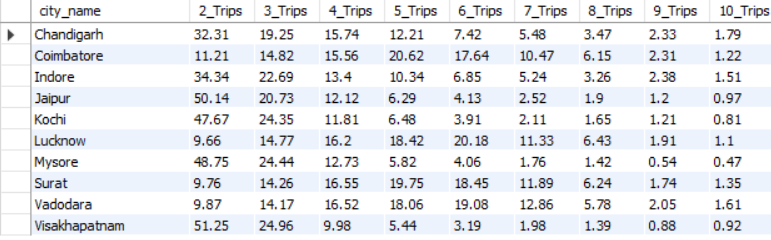 city_name 2_Trips 3_Trips 4_Trips 5_Trips 6_Trips 7_Trips 8_Trips 9_Trips 10_Trips
Chandigarh 32.31 19.25 15.74 12.21 7.42 5.48 3.47 2.33 1.79
Coimbatore 11.21 14.82 15.56 20.62 17.64 10.47 6.15 2.31 1.22
Indore 34.34 22.69 13.4 10.34 6.85 5.24 3.26 2.38 1.51
Jaipur 50.14 20.73 12.12 6.29 4.13 2.52 1.9 1.2 0.97
Kochi 47.67 24.35 11.81 6.48 3.91 2.11 1.65 1.21 0.81
Lucknow 9.66 14.77 16.2 18.42 20.18 11.33 6.43 1.91 1.1
Mysore 48.75 24.44 12.73 5.82 4.06 1.76 1.42 0.54 0.47
Surat 9.76 14.26 16.55 19.75 18.45 11.89 6.24 1.74 1.35
Vadodara 9.87 14.17 16.52 18.06 19.08 12.86 5.78 2.05 1.61
Visakhapatnam 51.25 24.96 9.98 5.44 3.19 1.98 1.39 0.88 0.92